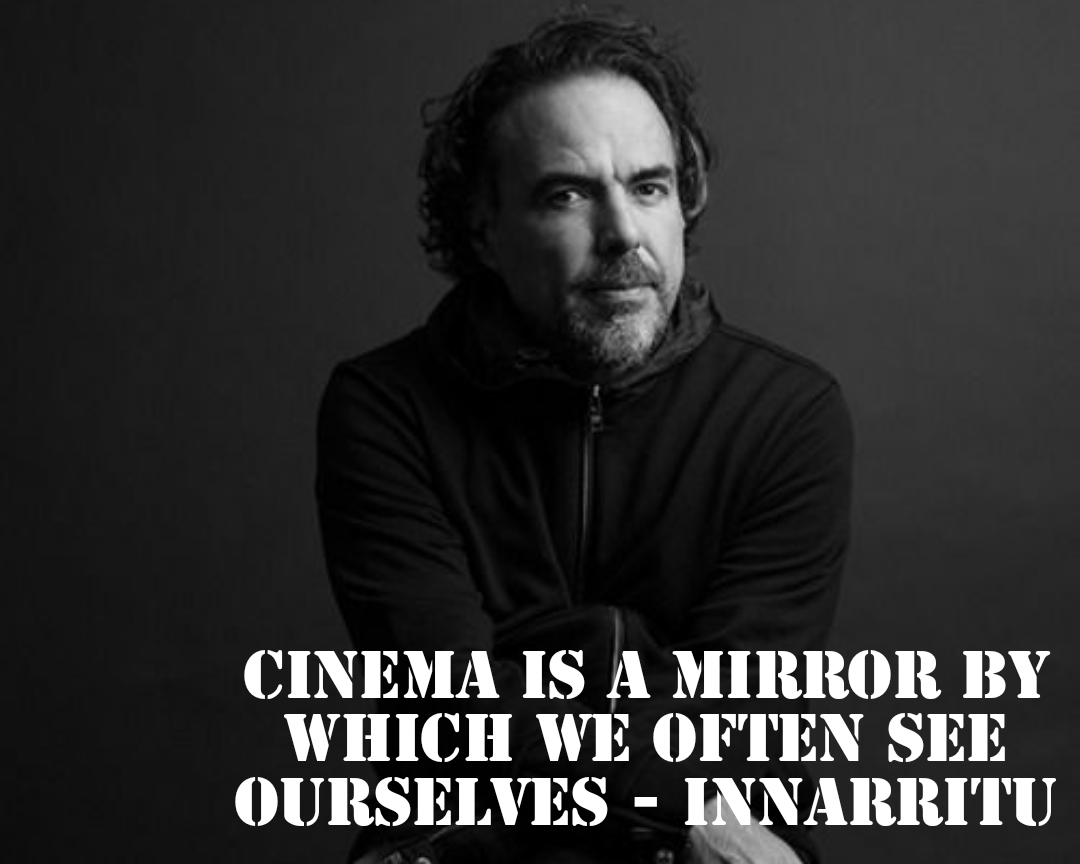 CINEMA IS A MIRROR BY
WHICH WE OFTEN SEE
OURSELVES - INNARRITU